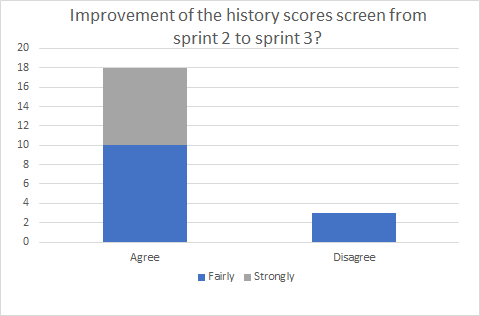 Improvement of the history scores screen from
sprint 2 to sprint 3?
20
18
16
14
12
10
8
6
4
2
0
Agree Disagree
Fairly Strongly